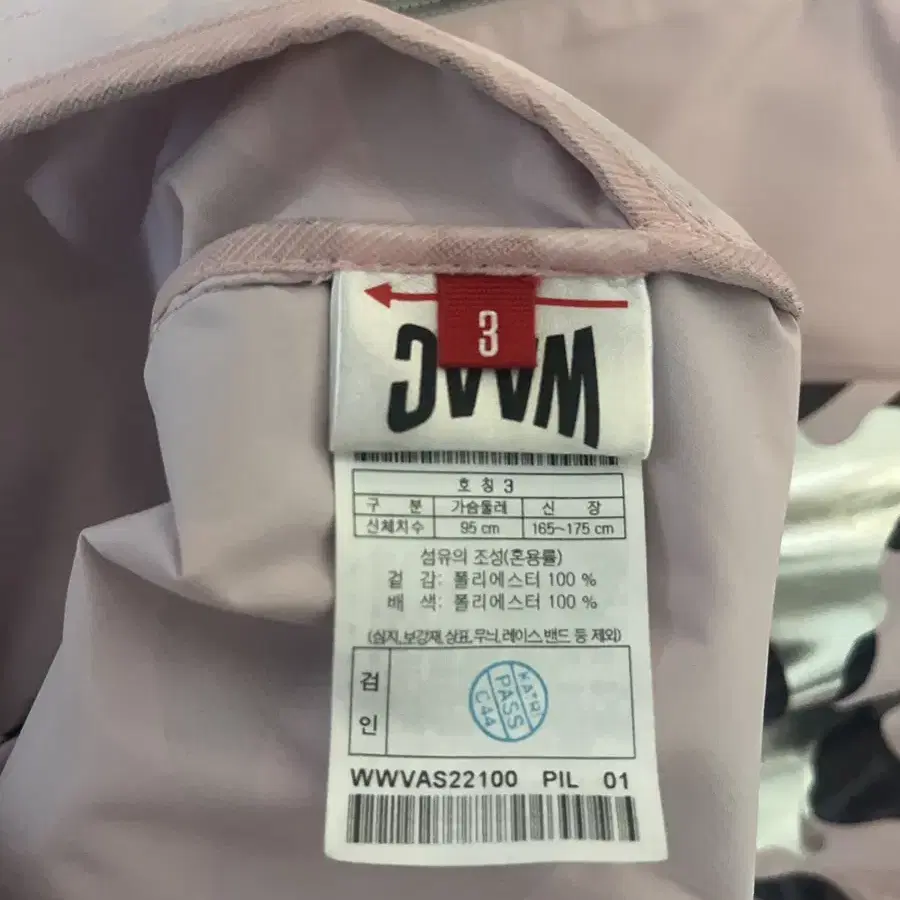 3
WAAC
호 칭 3
구 분 가슴둘레 신 장
신체치수 95 cm 165~175 cm
섬유의 조성(혼용률)
겉 감: 폴리에스터 100 %
배 색: 폴리에스터 100 %
(심지,보강재,상표,무늬,레이스,밴드 등 제외)
검
인
KATRI
PASS
C44
WWVAS22100 PIL 01